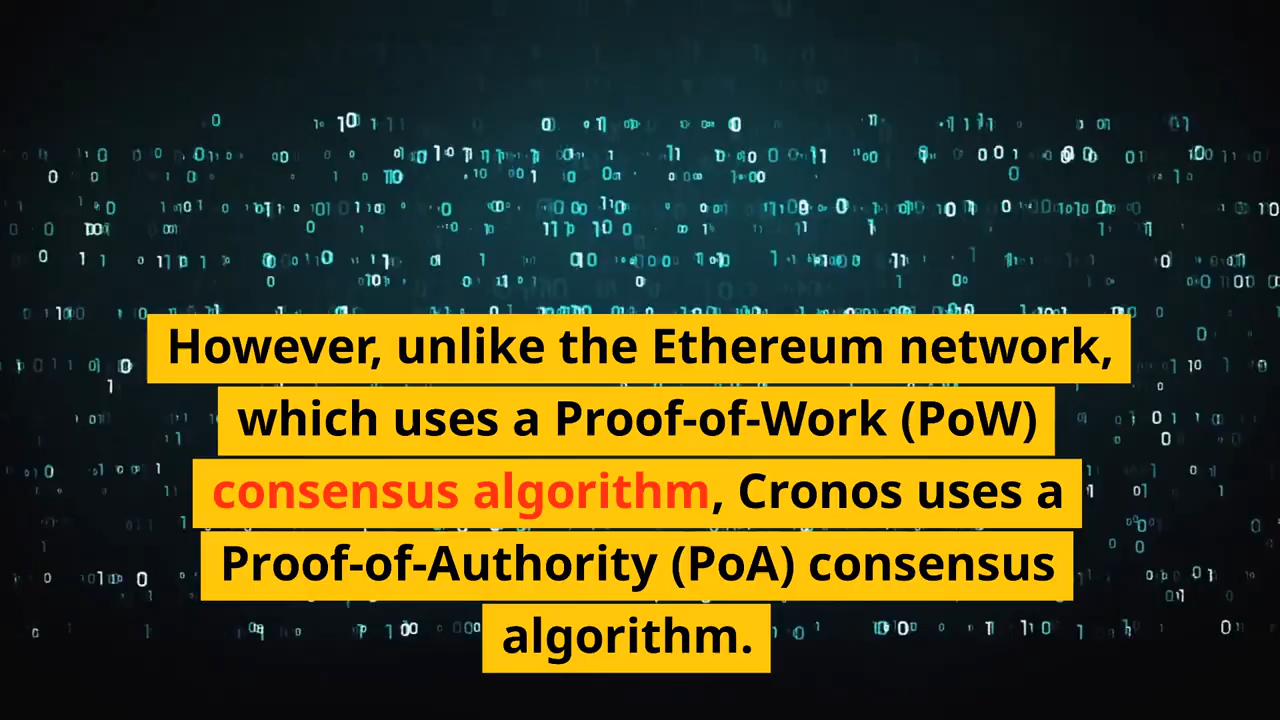 However, unlike the Ethereum network,
which uses a Proof-of-Work (PoW)
consensus algorithm, Cronos uses a
Proof-of-Authority (PoA) consensus
algorithm.